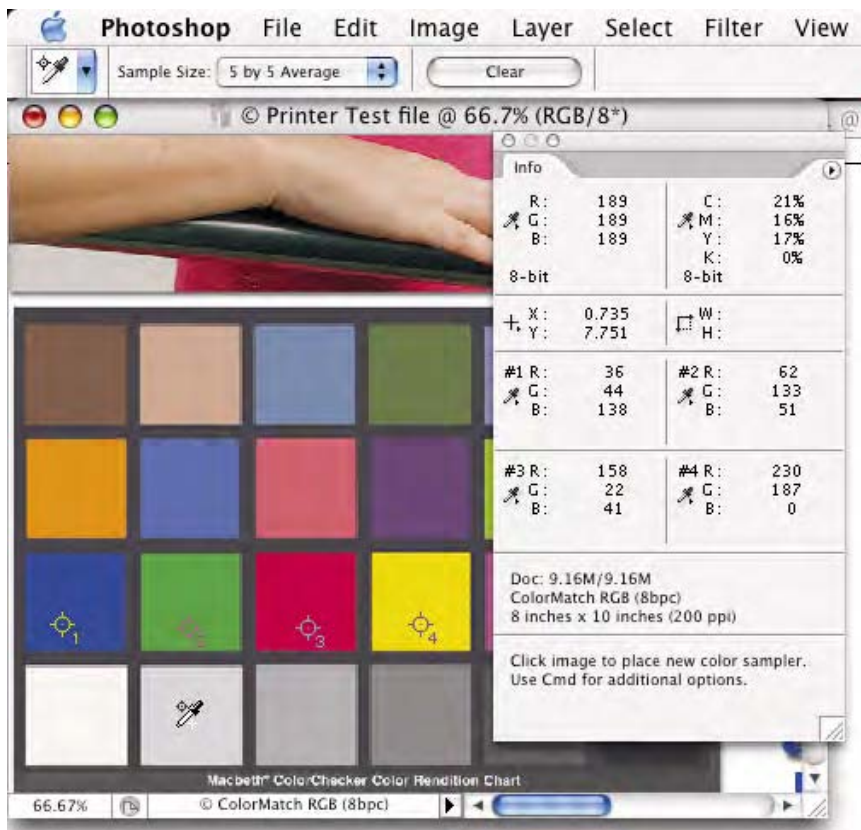 Photoshop File Edit Image Layer Select Filter View
Sample Size: 5 by 5 Average Clear
© Printer Test file @ 66.7% (RGB/8*)
@
Info
R: 189 C: 21%
G: 189 M: 16%
B: 189 Y: 17%
K: 0%
8-bit 8-bit
X: 0.735 W:
Y: 7.751 H:
#1 R: 36 #2 R: 62
G: 44 G: 133
B: 138 B: 51
#3 R: 158 #4 R: 230
G: 22 G: 187
B: 41 B: 0
Doc: 9.16M/9.16M
ColorMatch RGB (8bpc)
8 inches x 10 inches (200 ppi)
Click image to place new color sampler.
Use Cmd for additional options.
1 2 3 4
Macbeth™ ColorChecker Color Rendition Chart
66.67% © ColorMatch RGB (8bpc)